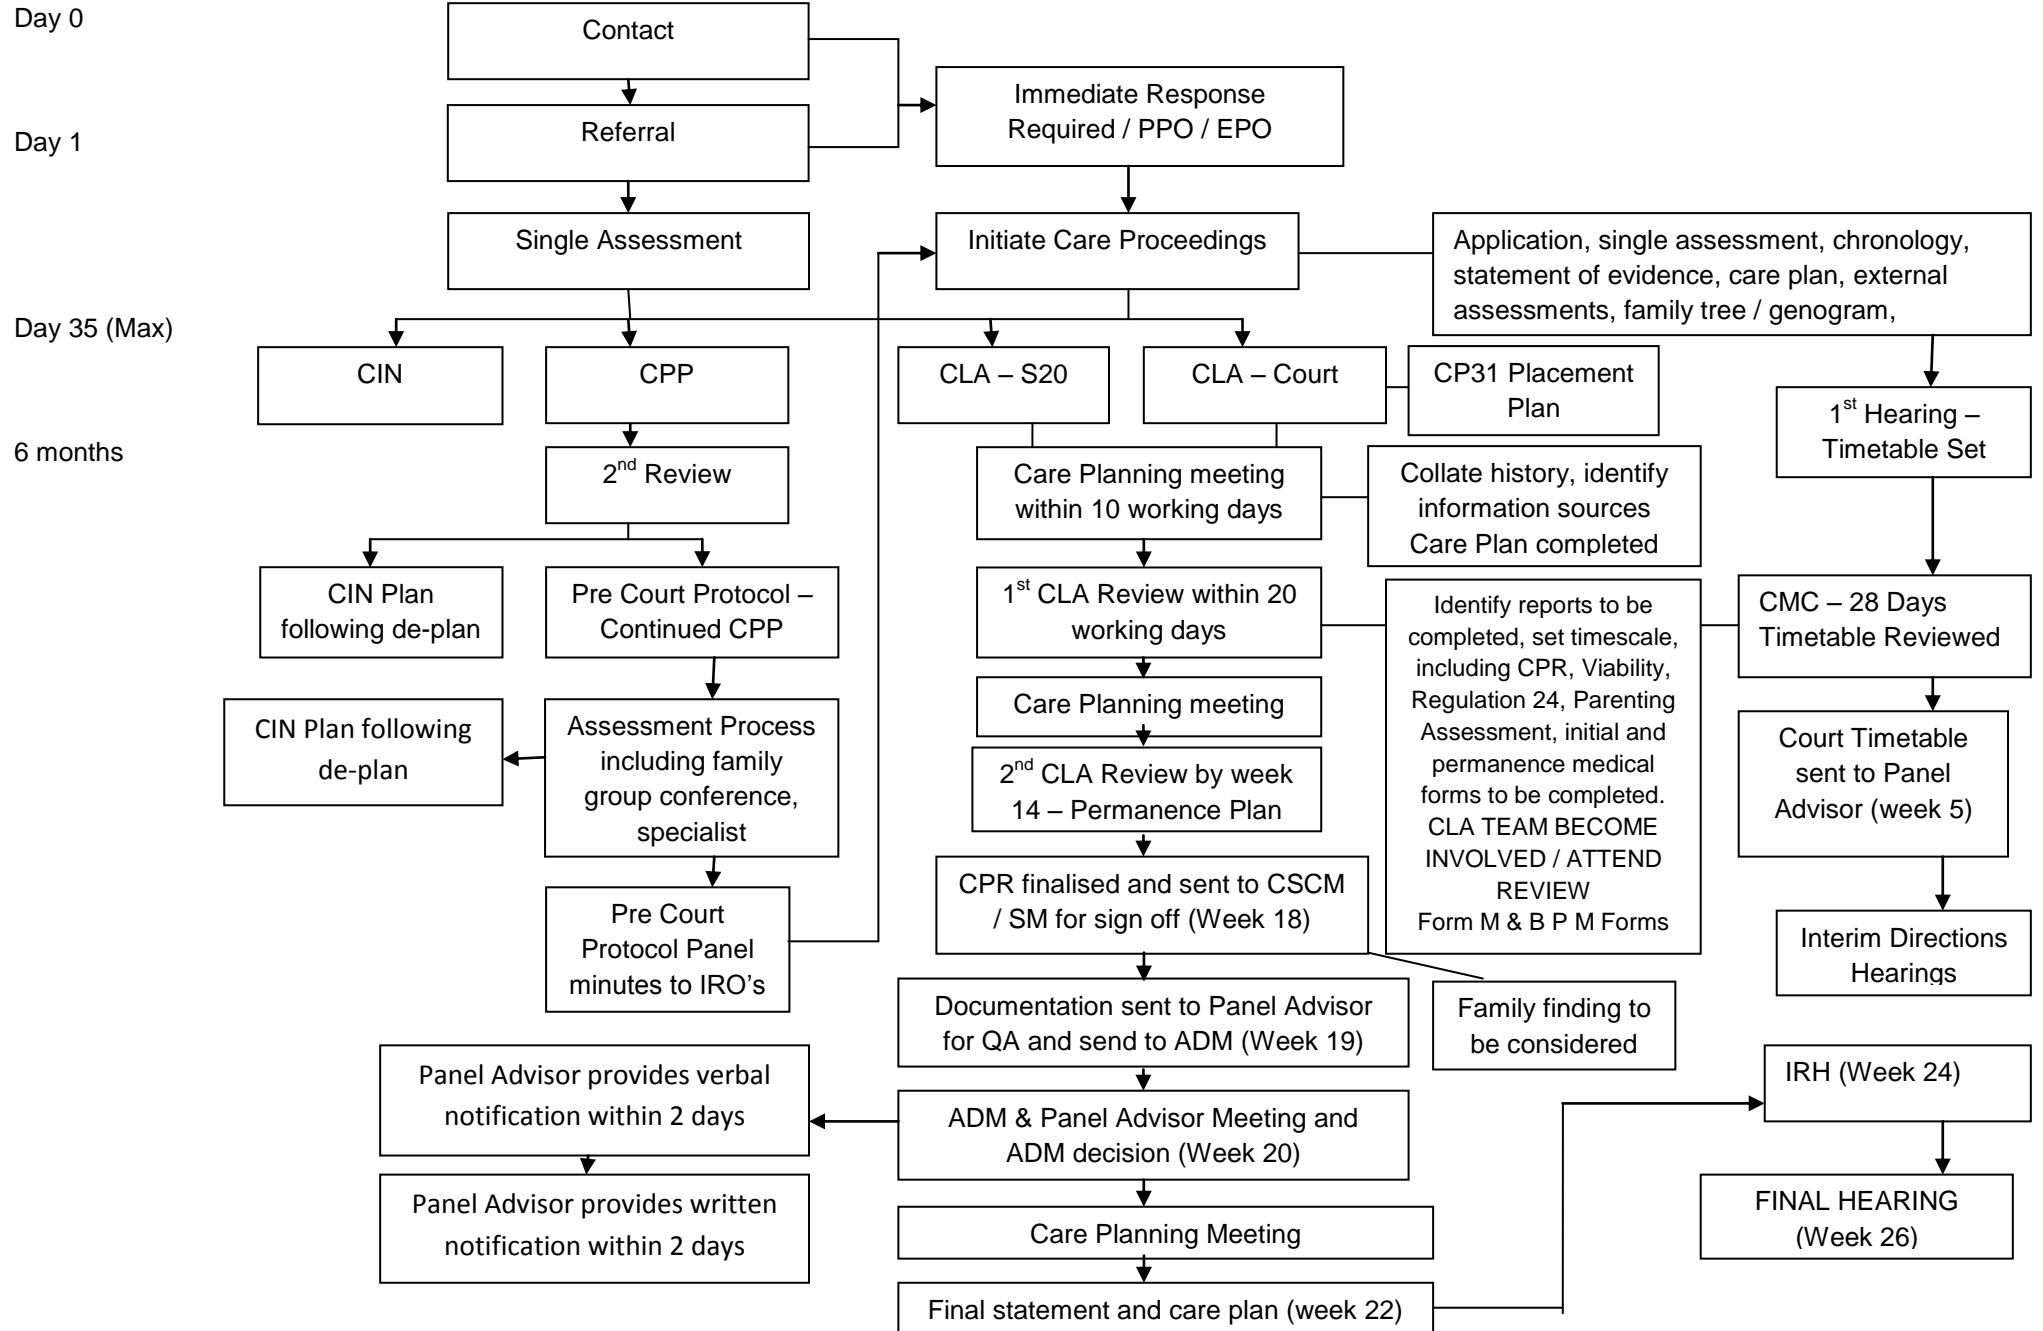 Day 0
Contact
Immediate Response
Required / PPO / EPO
Day 1
Referral
Single Assessment
Initiate Care Proceedings
Application, single assessment, chronology,
statement of evidence, care plan, external
assessments, family tree / genogram,
Day 35 (Max)
CIN
CPP
CLA – S20
CLA – Court
CP31 Placement
Plan
1st Hearing –
Timetable Set
6 months
2nd Review
Care Planning meeting
within 10 working days
Collate history, identify
information sources
Care Plan completed
CIN Plan
following de-plan
Pre Court Protocol –
Continued CPP
1st CLA Review within 20
working days
Identify reports to be
completed, set timescale,
including CPR, Viability,
Regulation 24, Parenting
Assessment, initial and
permanence medical
forms to be completed.
CLA TEAM BECOME
INVOLVED / ATTEND
REVIEW
Form M & B P M Forms
CMC – 28 Days
Timetable Reviewed
CIN Plan following
de-plan
Assessment Process
including family
group conference,
specialist
Care Planning meeting
2nd CLA Review by week
14 – Permanence Plan
Court Timetable
sent to Panel
Advisor (week 5)
Pre Court
Protocol Panel
minutes to IRO’s
CPR finalised and sent to CSCM
/ SM for sign off (Week 18)
Interim Directions
Hearings
Documentation sent to Panel Advisor
for QA and send to ADM (Week 19)
Family finding to
be considered
Panel Advisor provides verbal
notification within 2 days
ADM & Panel Advisor Meeting and
ADM decision (Week 20)
IRH (Week 24)
Panel Advisor provides written
notification within 2 days
Care Planning Meeting
FINAL HEARING
(Week 26)
Final statement and care plan (week 22)